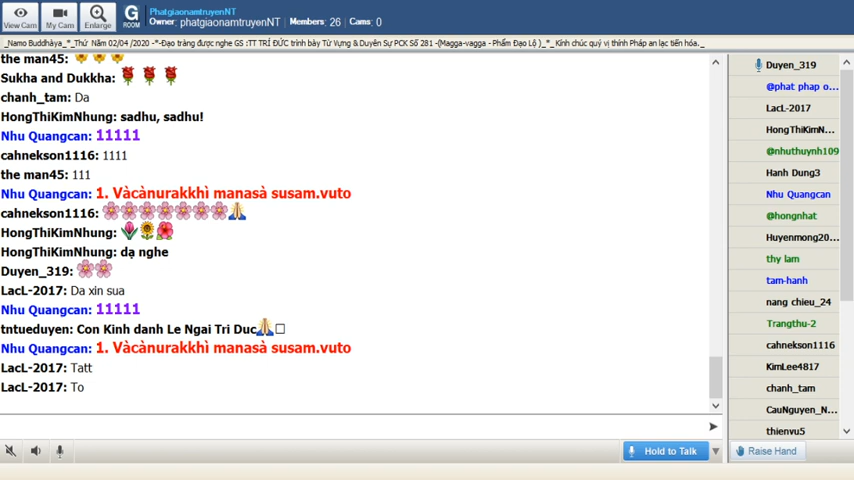 View Cam
My Cam
Enlarge
G
ROOM
PhatgiaonamtruyenNT
Owner: phatgiaonamtruyenNT Members: 26 Cams: 0
_Namo Buddhàya_*_Thứ Năm 02/04 /2020 -*-Đạo tràng được nghe GS :TT TRÍ ĐỨC trình bày Từ Vựng & Duyên Sự PCK Số 281 -(Magga-vagga - Phẩm Đạo Lộ )_*_ Kính chúc quý vị thính Pháp an lạc tiến hóa._
the man45:
Sukha and Dukkha:
chanh_tam: Da
HongThiKimNhung: sadhu, sadhu!
Nhu Quangcan: 11111
cahnekson1116: 1111
the man45: 111
Nhu Quangcan: 1. Vàcànurakkhì manasà susam.vuto
cahnekson1116:
HongThiKimNhung:
HongThiKimNhung: dạ nghe
Duyen_319:
LacL-2017: Da xin sua
Nhu Quangcan: 11111
tntueduyen: Con Kinh danh Le Ngai Tri Duc
Nhu Quangcan: 1. Vàcànurakkhì manasà susam.vuto
LacL-2017: Tatt
LacL-2017: To
Hold to Talk
Duyen_319
@phat phap o...
LacL-2017
HongThiKimN...
@nhuthuynh109
Hanh Dung3
Nhu Quangcan
@hongnhat
Huyenmong20...
thy lam
tam-hanh
nang chieu_24
Trangthu-2
cahnekson1116
KimLee4817
chanh_tam
CauNguyen_N...
thienvu5
Raise Hand